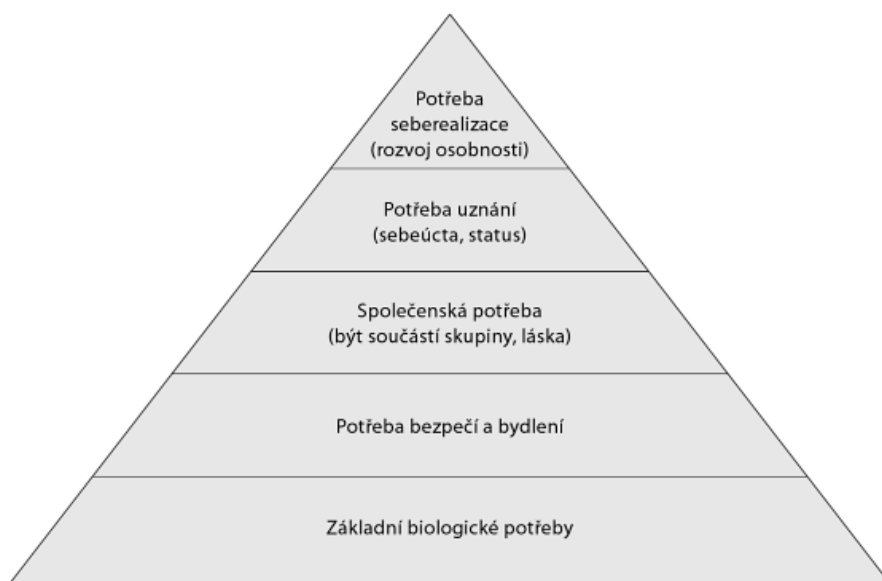 Potřeba
seberealizace
(rozvoj osobnosti)
Potřeba uznání
(sebeúcta, status)
Společenská potřeba
(být součástí skupiny, láska)
Potřeba bezpečí a bydlení
Základní biologické potřeby